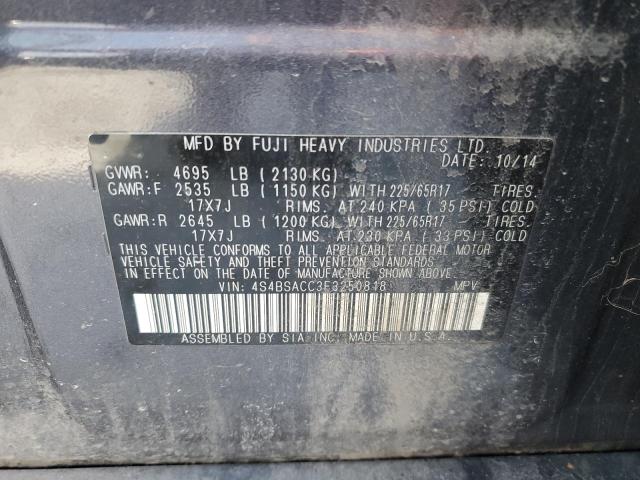 MFD BY FUJI HEAVY INDUSTRIES LTD.
DATE: 10/14
GVWR: 4695 LB (2130 KG)
GAWR:F 2535 LB (1150 KG) WITH 225/65R17 TIRES.
17X7J RIMS. AT 240 KPA (35 PSI) COLD
GAWR:R 2645 LB (1200 KG) WITH 225/65R17 TIRES.
17X7J RIMS. AT 230 KPA (33 PSI) COLD
THIS VEHICLE CONFORMS TO ALL APPLICABLE FEDERAL MOTOR
VEHICLE SAFETY AND THEFT PREVENTION STANDARDS
IN EFFECT ON THE DATE OF MANUFACTURE SHOWN ABOVE.
VIN: 4S4BSACC3F3250818 MPV
ASSEMBLED BY SIA INC, MADE IN U.S.A.